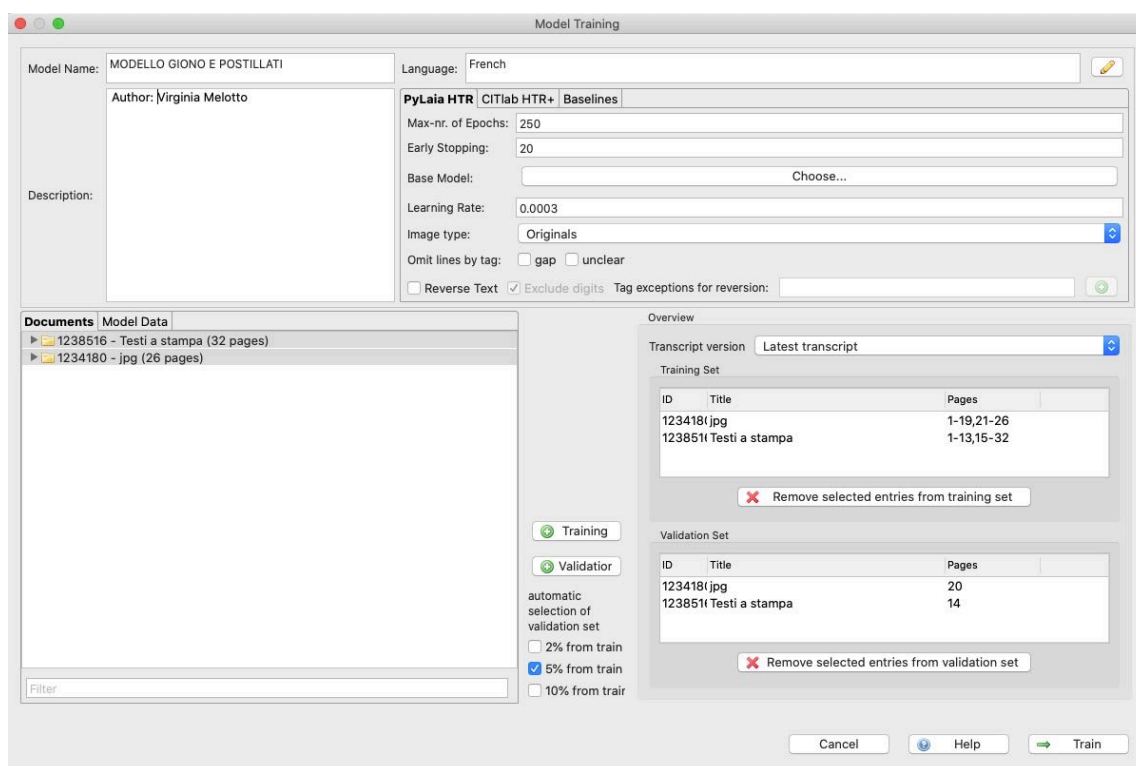 Model Training
Model Name: MODELLO GIONO E POSTILLATI
Language: French
Description: Author: Virginia Melotto
PyLaia HTR CITlab HTR+ Baselines
Max-nr. of Epochs: 250
Early Stopping: 20
Base Model: Choose...
Learning Rate: 0.0003
Image type: Originals
Omit lines by tag: gap unclear
Reverse Text Exclude digits Tag exceptions for reversion:
Documents Model Data
1238516 - Testi a stampa (32 pages)
1234180 - jpg (26 pages)
Filter
Training
Validatior
automatic
selection of
validation set
2% from train
5% from train
10% from trair
Overview
Transcript version Latest transcript
Training Set
ID Title Pages
123418( jpg 1-19,21-26
123851( Testi a stampa 1-13,15-32
Remove selected entries from training set
Validation Set
ID Title Pages
123418( jpg 20
123851( Testi a stampa 14
Remove selected entries from validation set
Cancel Help Train